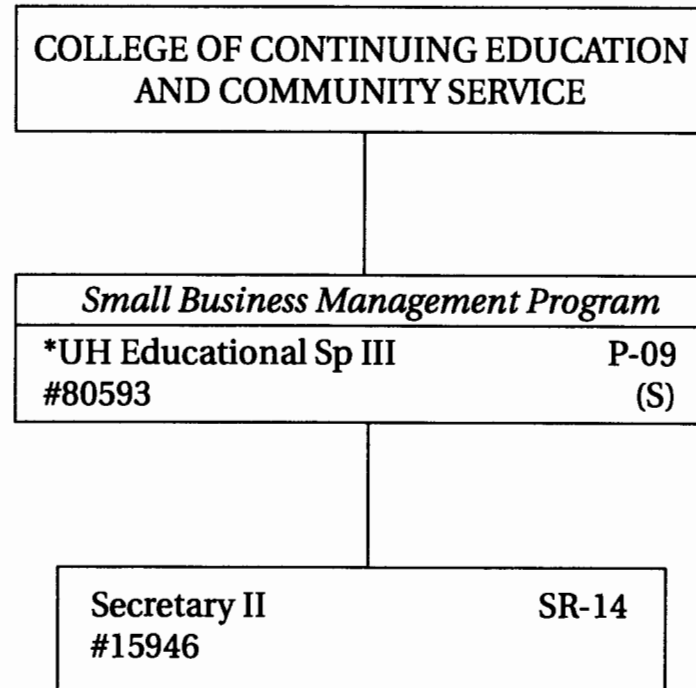 COLLEGE OF CONTINUING EDUCATION
AND COMMUNITY SERVICE
Small Business Management Program
*UH Educational Sp III P-09
#80593 (S)
Secretary II SR-14
#15946